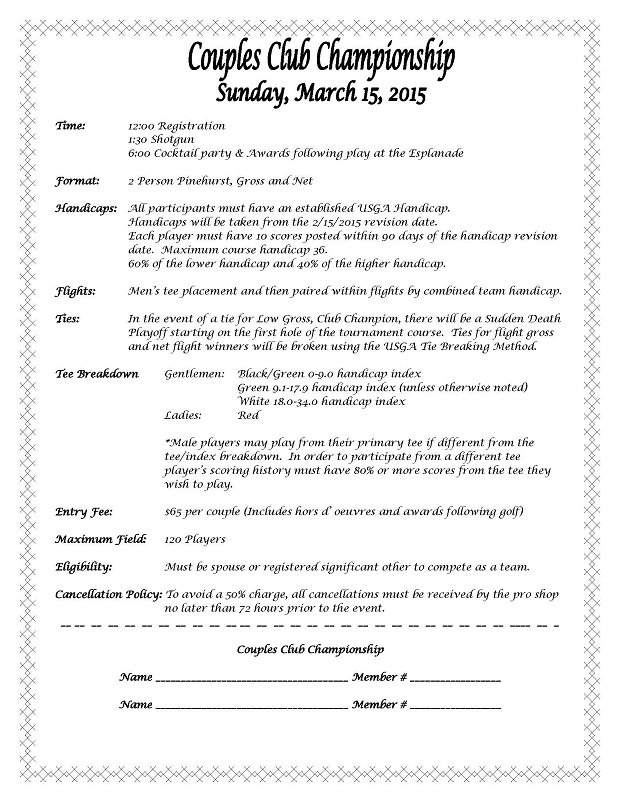 Couples Club Championship
Sunday, March 15, 2015
Time: 12:00 Registration
1:30 Shotgun
6:00 Cocktail party & Awards following play at the Esplanade
Format: 2 Person Pinehurst, Gross and Net
Handicaps: All participants must have an established USGA Handicap.
Handicaps will be taken from the 2/15/2015 revision date.
Each player must have 10 scores posted within 90 days of the handicap revision
date. Maximum course handicap 36.
60% of the lower handicap and 40% of the higher handicap.
Flights: Men's tee placement and then paired within flights by combined team handicap.
Ties: In the event of a tie for Low Gross, Club Champion, there will be a Sudden Death
Playoff starting on the first hole of the tournament course. Ties for flight gross
and net flight winners will be broken using the USGA Tie Breaking Method.
Tee Breakdown Gentlemen: Black/Green 0-9.0 handicap index
Green 9.1-17.9 handicap index (unless otherwise noted)
White 18.0-34.0 handicap index
Ladies: Red
*Male players may play from their primary tee if different from the
tee/index breakdown. In order to participate from a different tee
player's scoring history must have 80% or more scores from the tee they
wish to play.
Entry Fee: $65 per couple (Includes hors d' oeuvres and awards following golf)
Maximum Field: 120 Players
Eligibility: Must be spouse or registered significant other to compete as a team.
Cancellation Policy: To avoid a 50% charge, all cancellations must be received by the pro shop
no later than 72 hours prior to the event.
Couples Club Championship
Name ______________________________________ Member # __________________
Name ______________________________________ Member # __________________